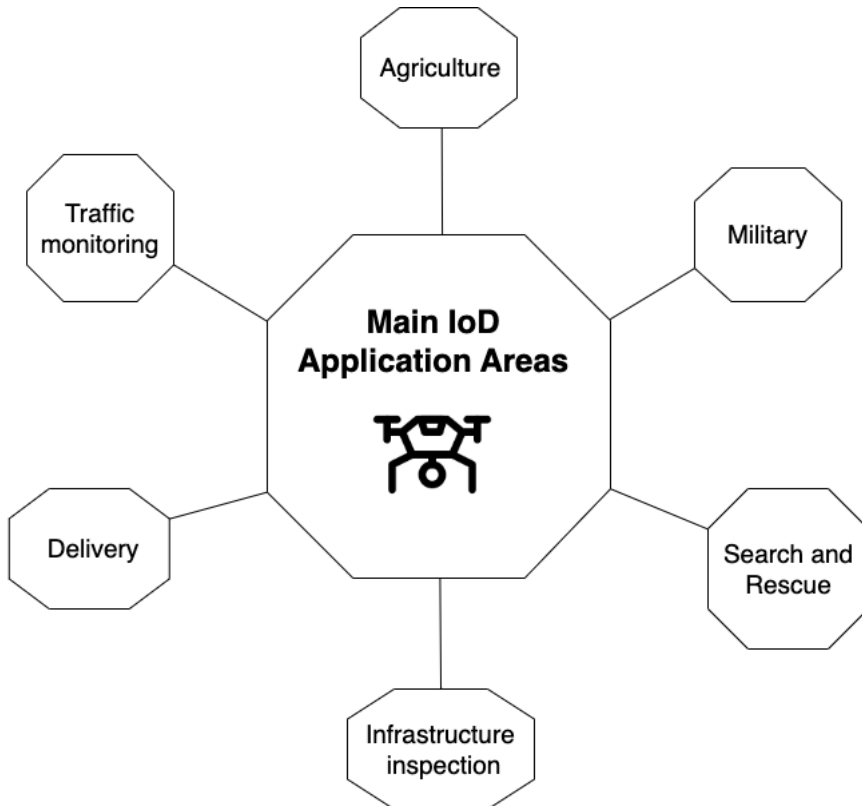 Agriculture
Traffic
monitoring
Military
Main IoD
Application Areas
Delivery
Search and
Rescue
Infrastructure
inspection